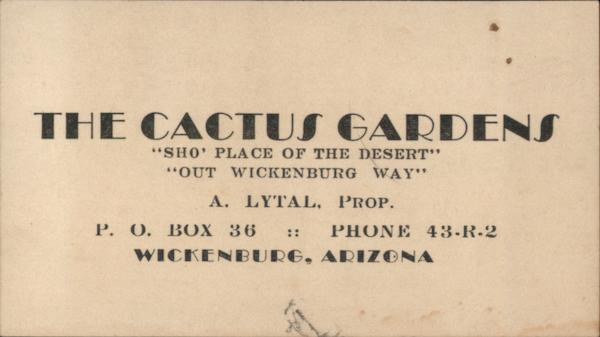 THE CACTUS GARDENS
"SHO' PLACE OF THE DESERT"
"OUT WICKENBURG WAY"
A. LYTAL, PROP.
P. O. BOX 36 :: PHONE 43-R-2
WICKENBURG, ARIZONA